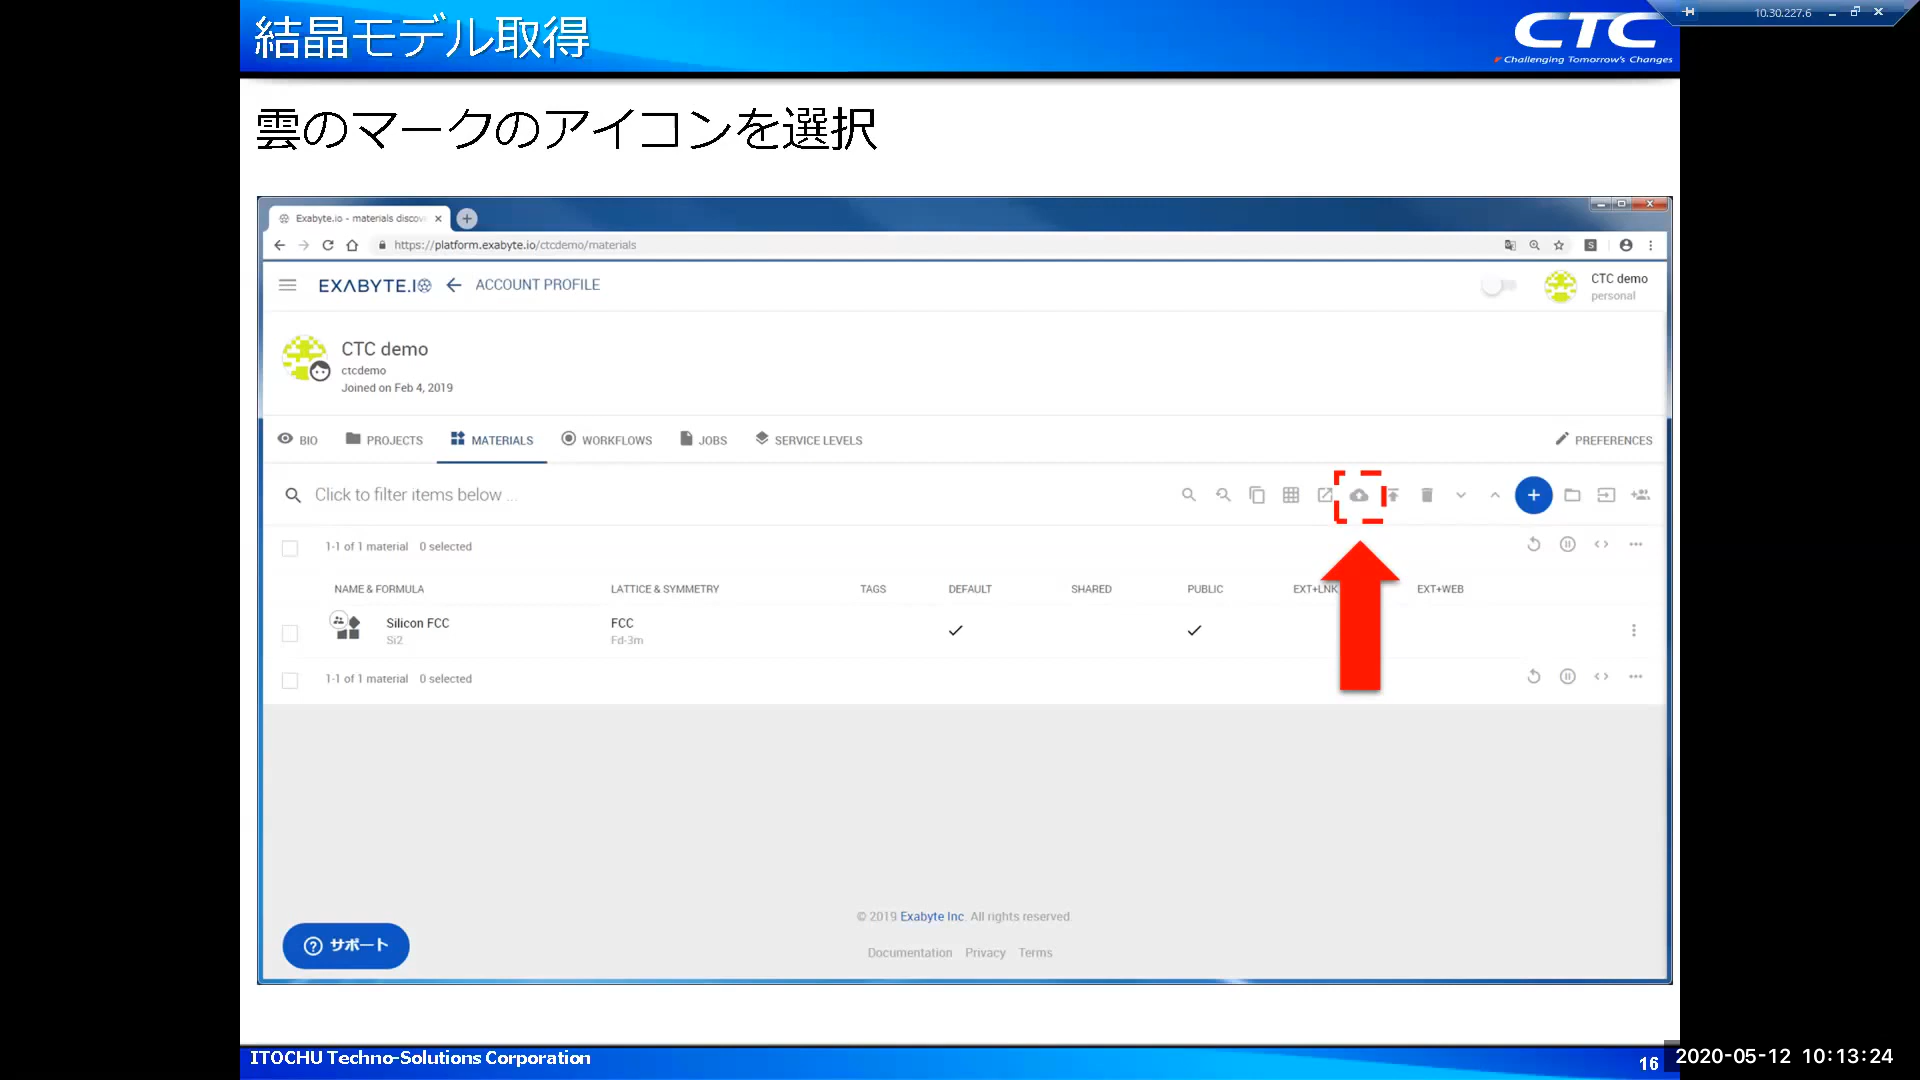 結晶モデル取得
CTC
Challenging Tomorrow's Changes
10.30.227.6
雲のマークのアイコンを選択
Exabyte.io - materials discov
https://platform.exabyte.io/ctcdemo/materials
EXABYTE.IO
ACCOUNT PROFILE
CTC demo
personal
CTC demo
ctcdemo
Joined on Feb 4, 2019
BIO PROJECTS MATERIALS WORKFLOWS JOBS SERVICE LEVELS PREFERENCES
Click to filter items below ...
1-1 of 1 material 0 selected
NAME & FORMULA LATTICE & SYMMETRY TAGS DEFAULT SHARED PUBLIC EXT+LNK EXT+WEB
Silicon FCC FCC
Si2 Fd-3m
1-1 of 1 material 0 selected
© 2019 Exabyte Inc. All rights reserved
サポート
Documentation Privacy Terms
ITOCHU Techno-Solutions Corporation
16
2020-05-12 10:13:24